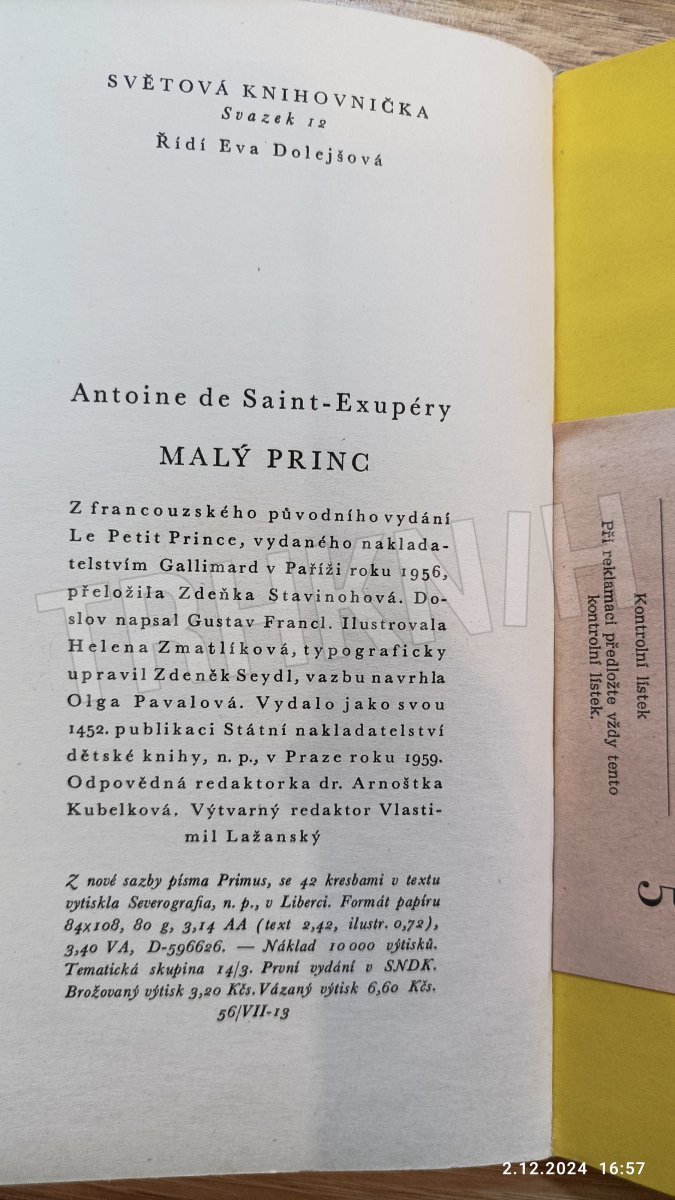 SVĚTOVÁ KNIHOVNIČKA
Svazek 12
Řídí Eva Dolejšová
Antoine de Saint-Exupéry
MALÝ PRINC
Z francouzského původního vydání
Le Petit Prince, vydaného naklada-
telstvím Gallimard v Paříži roku 1956,
přeložila Zdeňka Stavinohová. Do-
slov napsal Gustav Francl. Ilustrovala
Helena Zmatlíková, typograficky
upravil Zdeněk Seydl, vazbu navrhla
Olga Pavalová. Vydalo jako svou
1452. publikaci Státní nakladatelství
dětské knihy, n. p., v Praze roku 1959.
Odpovědná redaktorka dr. Arnoštka
Kubelková. Výtvarný redaktor Vlasti-
mil Lažanský
Z nové sazby písma Primus, se 42 kresbami v textu
vytiskla Severografia, n. p., v Liberci. Formát papíru
84x108, 80 g, 3,14 AA (text 2,42, ilustr. 0,72),
3,40 VA, D-596626. — Náklad 10 000 výtisků.
Tematická skupina 14/3. První vydání v SNDK.
Brožovaný výtisk 3,20 Kčs. Vázaný výtisk 6,60 Kčs.
56/VII-13
Kontrolní lístek
Při reklamaci předložte vždy tento
kontrolní lístek.
5
TRHKNIH
2.12.2024 16:57